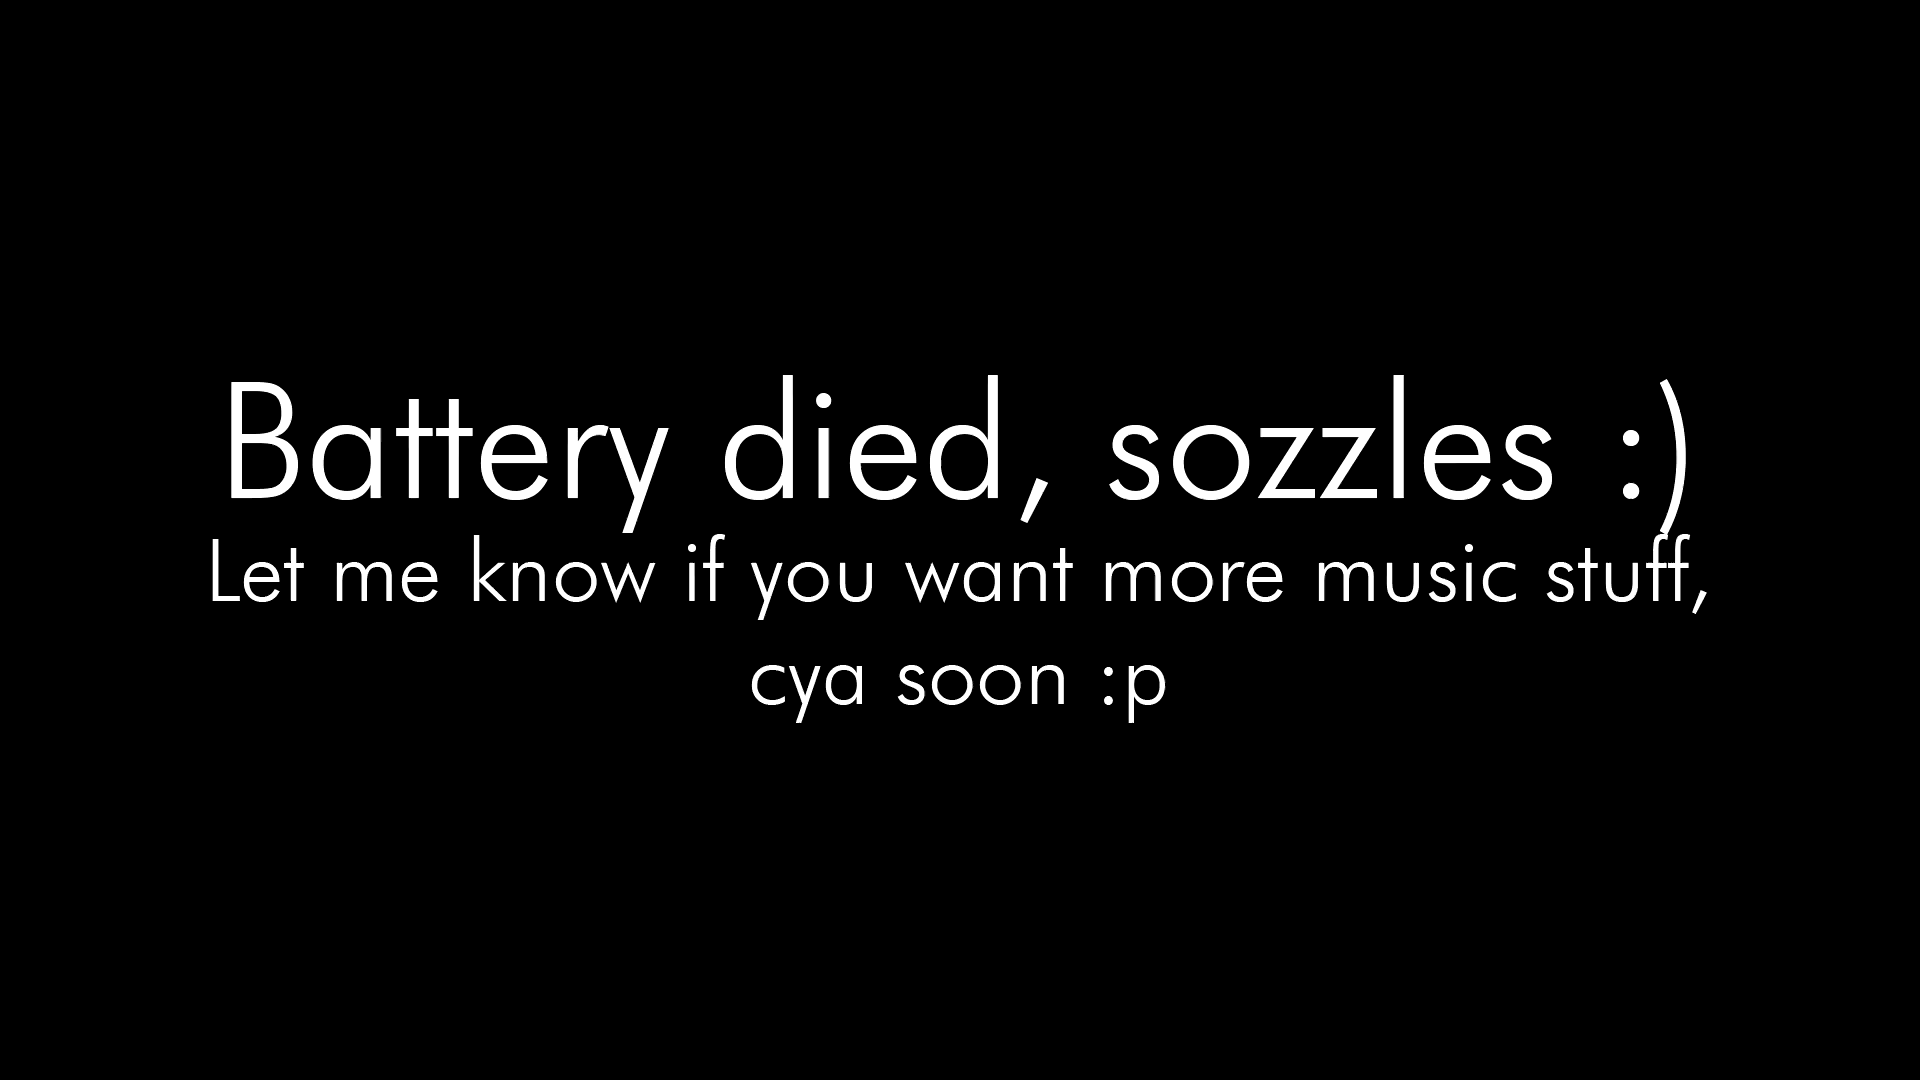 Battery died, sozzles :)
Let me know if you want more music stuff,
cya soon :p